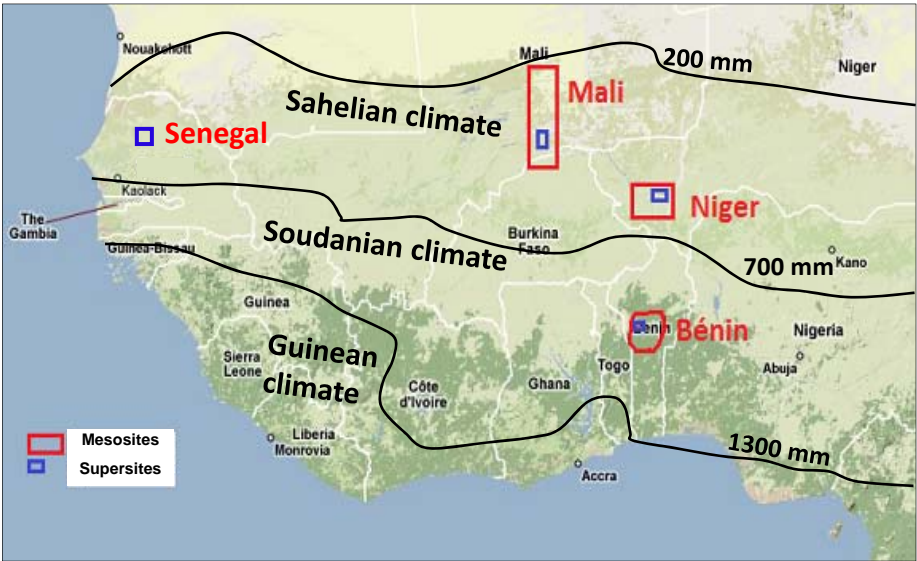 Nouakchott
Mali
200 mm
Niger
Mali
Sahelian climate
Senegal
Kaolack
Niger
The
Gambia
Burkina
Faso
Soudanian climate
Guinea-Bissau
700 mm
Kano
Guinea
Benin
Bénin
Nigeria
Guinean
climate
Sierra
Leone
Togo
Abuja
Ghana
Côte
d'Ivoire
Mesosites
Supersites
Liberia
Monrovia
1300 mm
Accra